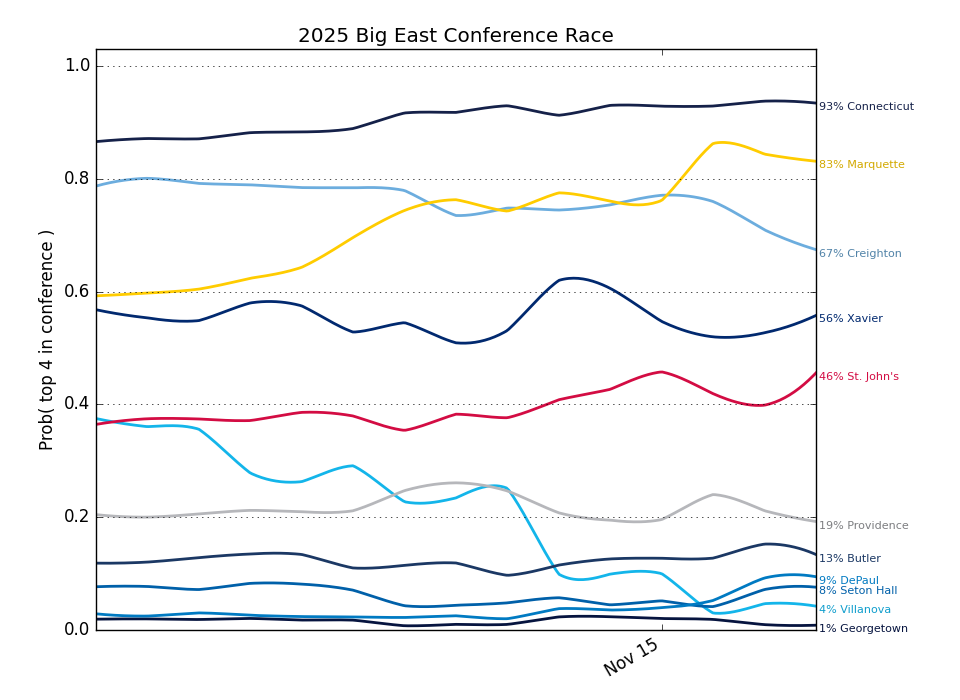 2025 Big East Conference Race
Prob( top 4 in conference )
1.0
0.8
0.6
0.4
0.2
0.0
Nov 15
93% Connecticut
83% Marquette
67% Creighton
56% Xavier
46% St. John's
19% Providence
13% Butler
9% DePaul
8% Seton Hall
4% Villanova
1% Georgetown